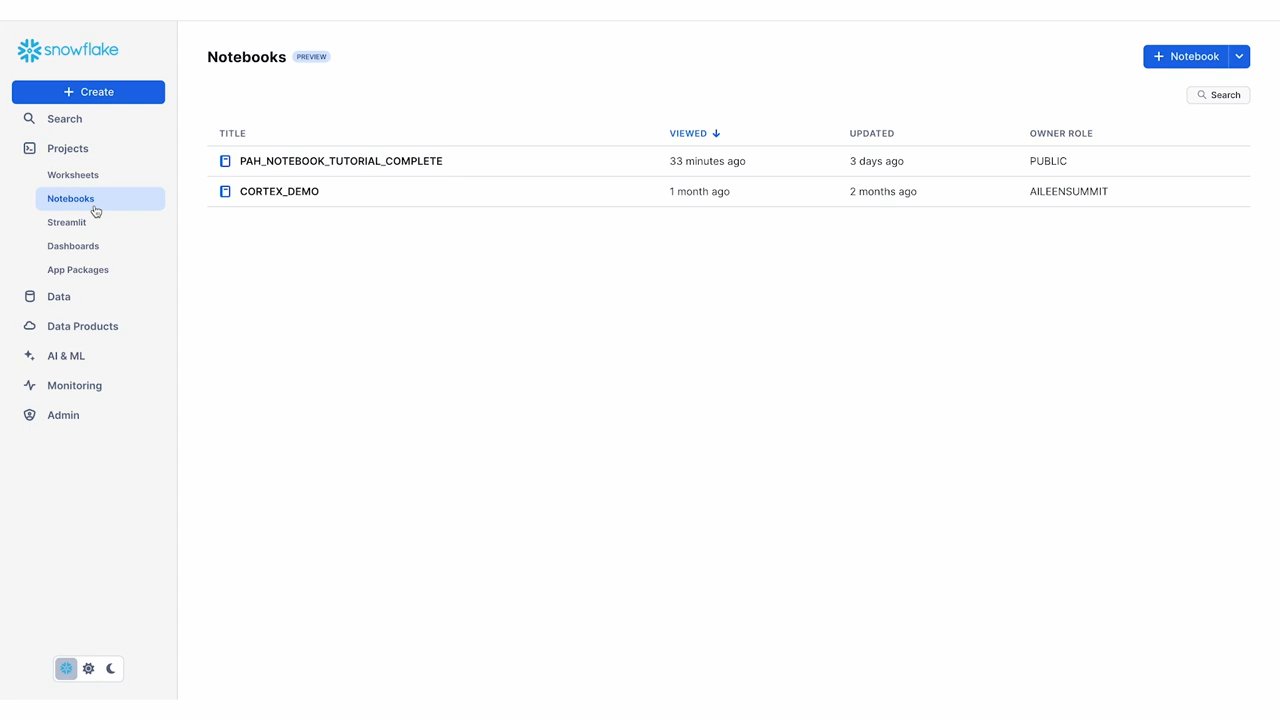 snowflake
+ Create
Search
Projects
Worksheets
Notebooks
Streamlit
Dashboards
App Packages
Data
Data Products
AI & ML
Monitoring
Admin
Notebooks PREVIEW
+ Notebook
Search
TITLE VIEWED ↓ UPDATED OWNER ROLE
PAH_NOTEBOOK_TUTORIAL_COMPLETE 33 minutes ago 3 days ago PUBLIC
CORTEX_DEMO 1 month ago 2 months ago AILEENSUMMIT